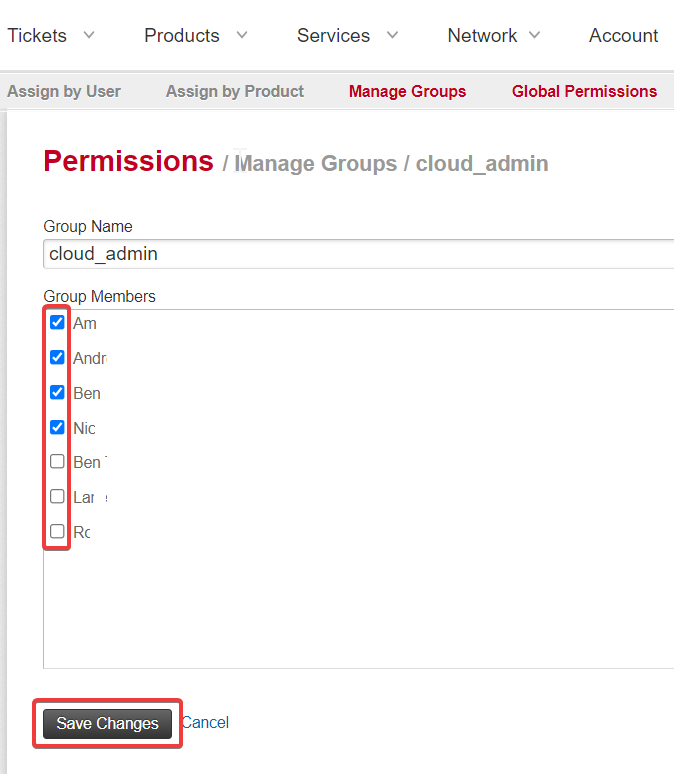 Tickets Products Services Network Account
Assign by User Assign by Product Manage Groups Global Permissions
Permissions / Manage Groups / cloud_admin
Group Name
cloud_admin
Group Members
Am
Andr
Ben
Nic
Ben
Lar
Ro
Save Changes Cancel